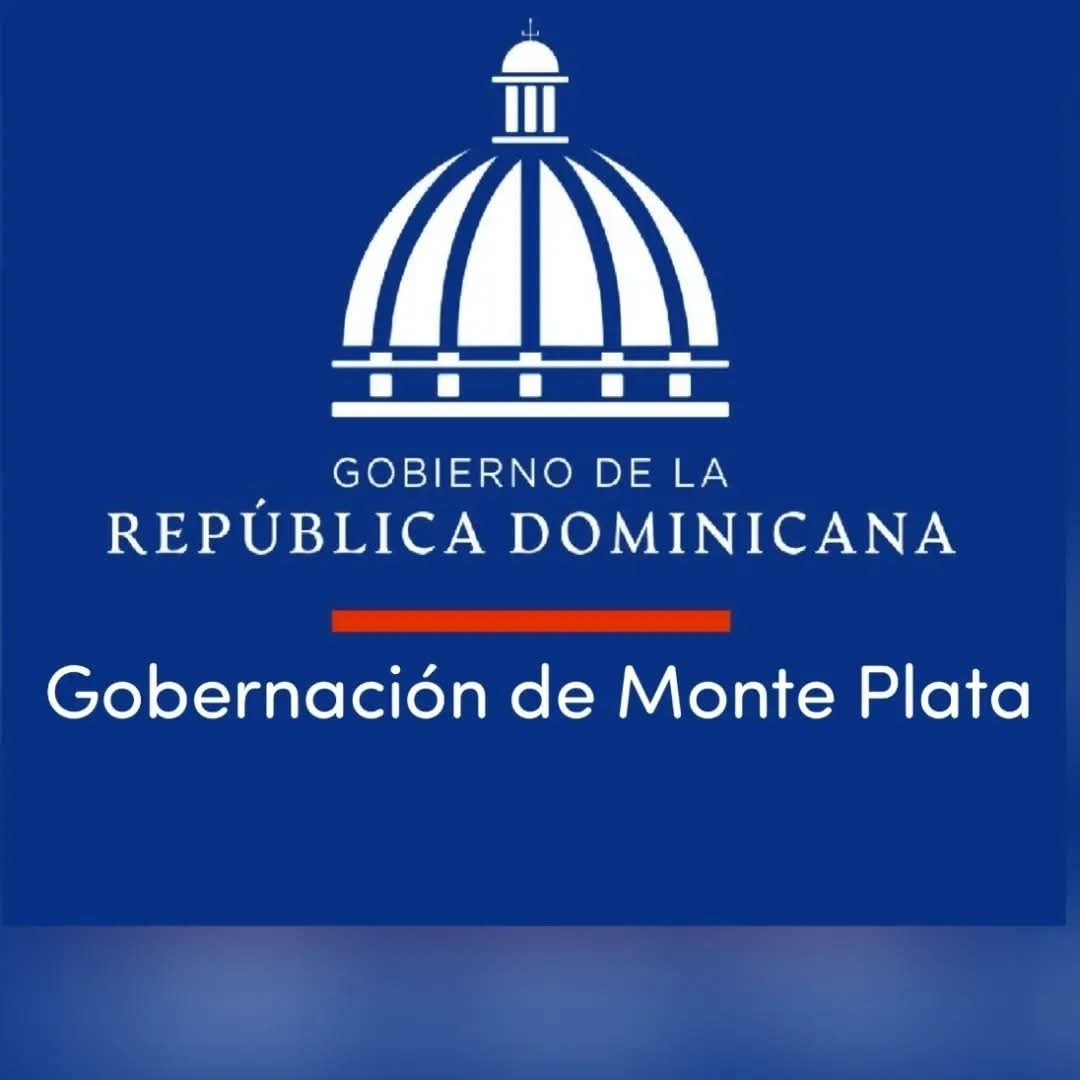 GOBIERNO DE LA
REPÚBLICA DOMINICANA
Gobernación de Monte Plata